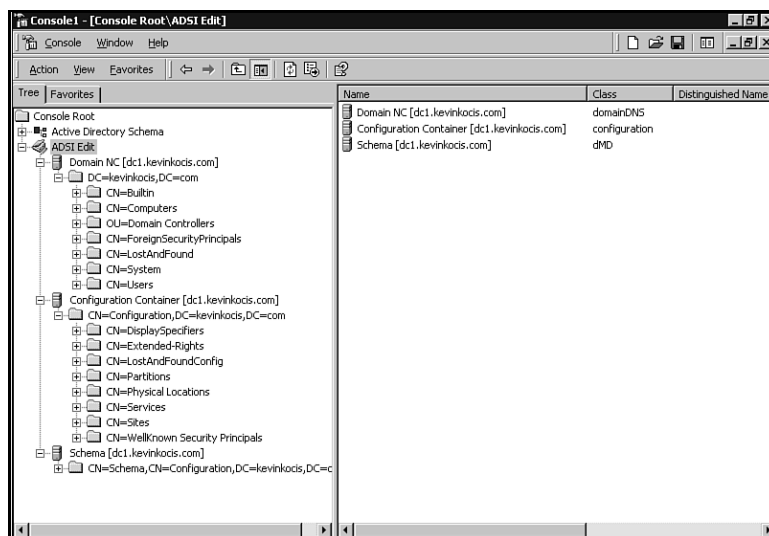 Console1 - [Console Root\ADSI Edit]
Console Window Help
Action View Favorites
Tree Favorites
Console Root
Active Directory Schema
ADSI Edit
Domain NC [dc1.kevinkocis.com]
DC=kevinkocis,DC=com
CN=Builtin
CN=Computers
OU=Domain Controllers
CN=ForeignSecurityPrincipals
CN=LostAndFound
CN=System
CN=Users
Configuration Container [dc1.kevinkocis.com]
CN=Configuration,DC=kevinkocis,DC=com
CN=DisplaySpecifiers
CN=Extended-Rights
CN=LostAndFoundConfig
CN=Partitions
CN=Physical Locations
CN=Services
CN=Sites
CN=WellKnown Security Principals
Schema [dc1.kevinkocis.com]
CN=Schema,CN=Configuration,DC=kevinkocis,DC=c
Name Class Distinguished Name
Domain NC [dc1.kevinkocis.com] domainDNS
Configuration Container [dc1.kevinkocis.com] configuration
Schema [dc1.kevinkocis.com] dMD